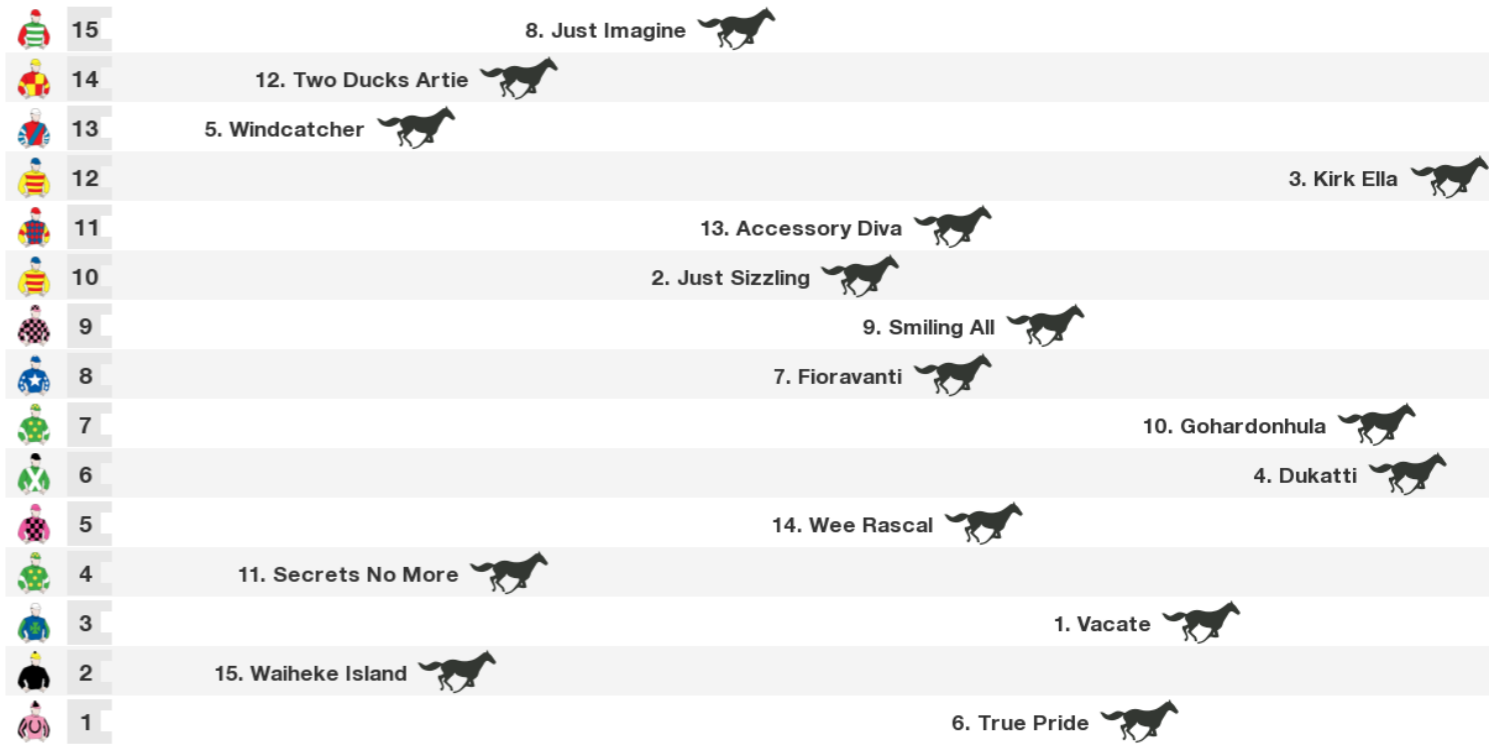 15 8. Just Imagine
14 12. Two Ducks Artie
13 5. Windcatcher
12 3. Kirk Ella
11 13. Accessory Diva
10 2. Just Sizzling
9 9. Smiling All
8 7. Fioravanti
7 10. Gohardonhula
6 4. Dukatti
5 14. Wee Rascal
4 11. Secrets No More
3 1. Vacate
2 15. Waiheke Island
1 6. True Pride